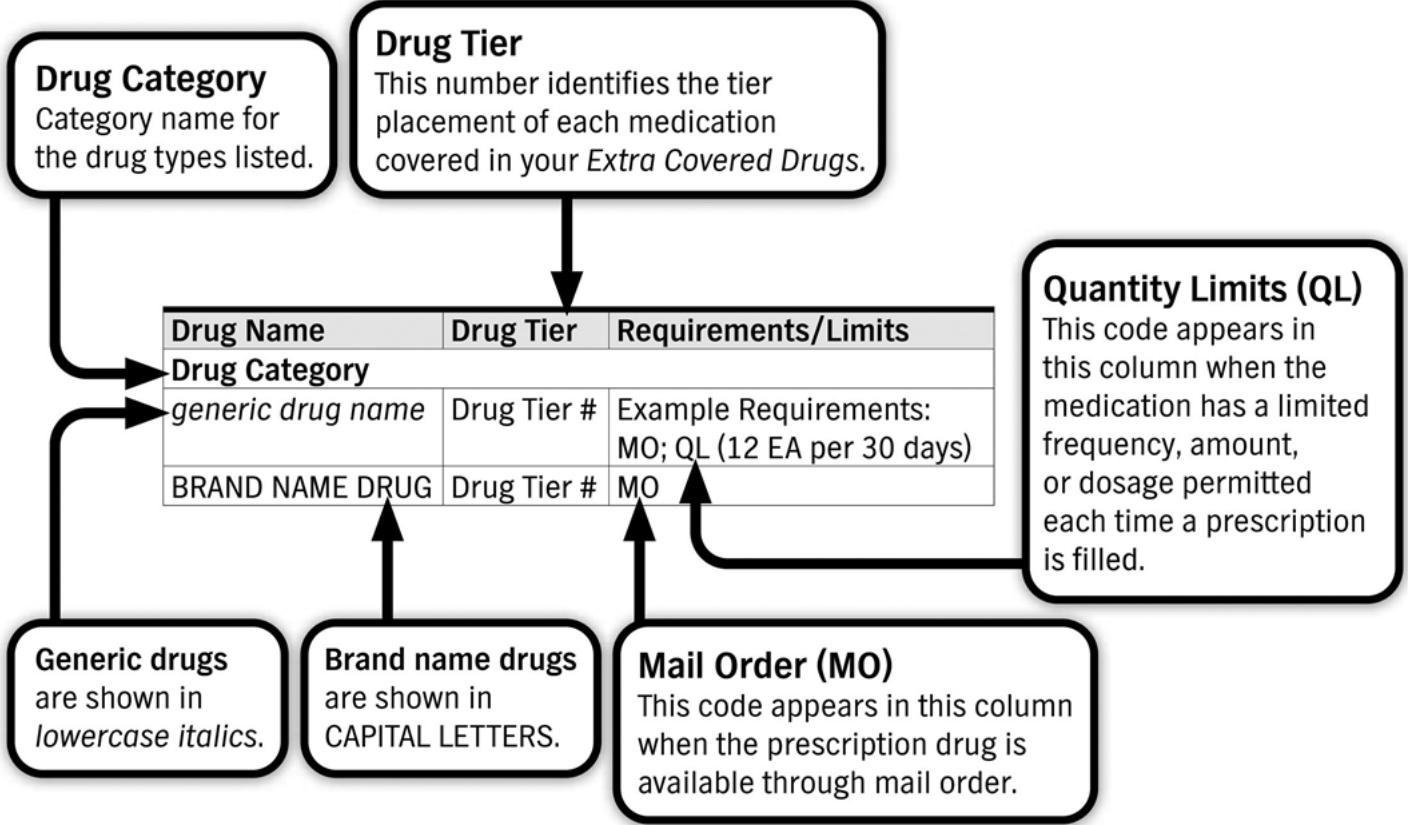 Drug Category
Category name for
the drug types listed.
Drug Tier
This number identifies the tier
placement of each medication
covered in your Extra Covered Drugs.
Drug Name Drug Tier Requirements/Limits
Drug Category
generic drug name Drug Tier # Example Requirements:
MO; QL (12 EA per 30 days)
BRAND NAME DRUG Drug Tier # MO
Quantity Limits (QL)
This code appears in
this column when the
medication has a limited
frequency, amount,
or dosage permitted
each time a prescription
is filled.
Generic drugs
are shown in
lowercase italics.
Brand name drugs
are shown in
CAPITAL LETTERS.
Mail Order (MO)
This code appears in this column
when the prescription drug is
available through mail order.